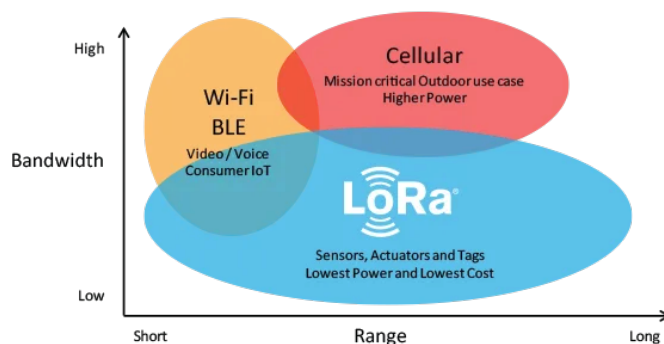 High
Bandwidth
Low
Wi-Fi
BLE
Video / Voice
Consumer IoT
Cellular
Mission critical Outdoor use case
Higher Power
LoRa®
Sensors, Actuators and Tags
Lowest Power and Lowest Cost
Short
Range
Long